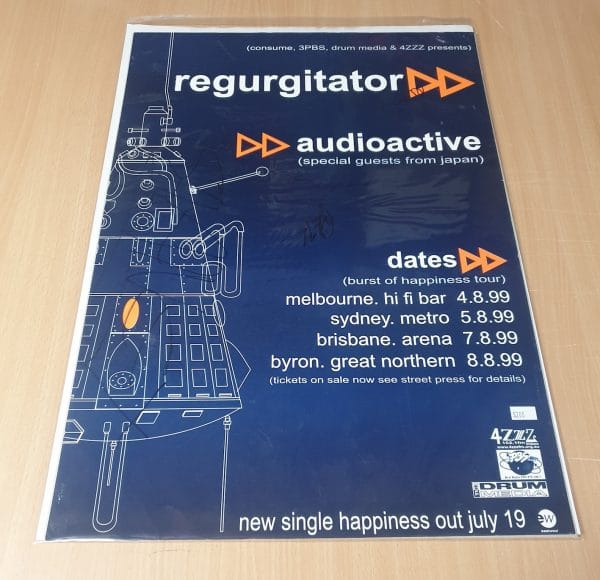 (consume, 3PBS, drum media & 4ZZZ presents)
regurgitator
audioactive
(special guests from japan)
dates
(burst of happiness tour)
melbourne. hi fi bar 4.8.99
sydney. metro 5.8.99
brisbane. arena 7.8.99
byron. great northern 8.8.99
(tickets on sale now see street press for details)
4ZZZ
PBS
DRUM
MEDIA
new single happiness out july 19
ew